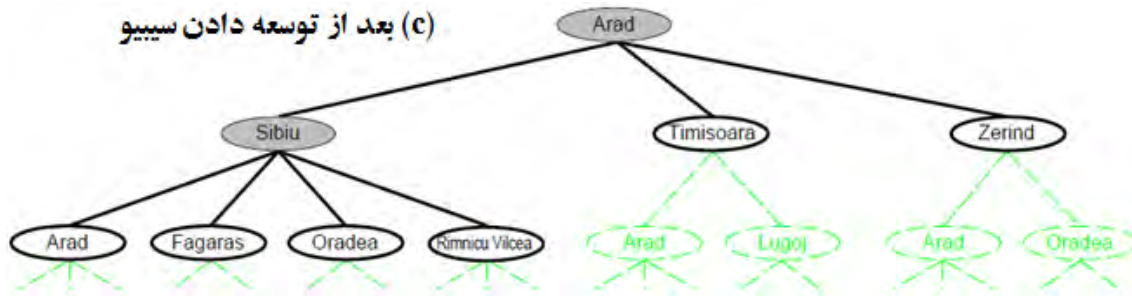 (c) بعد از توسعه دادن سیبیو
Arad
Sibiu
Timisoara
Zerind
Arad
Fagaras
Oradea
Rimnicu Vilcea
Arad
Lugoj
Arad
Oradea